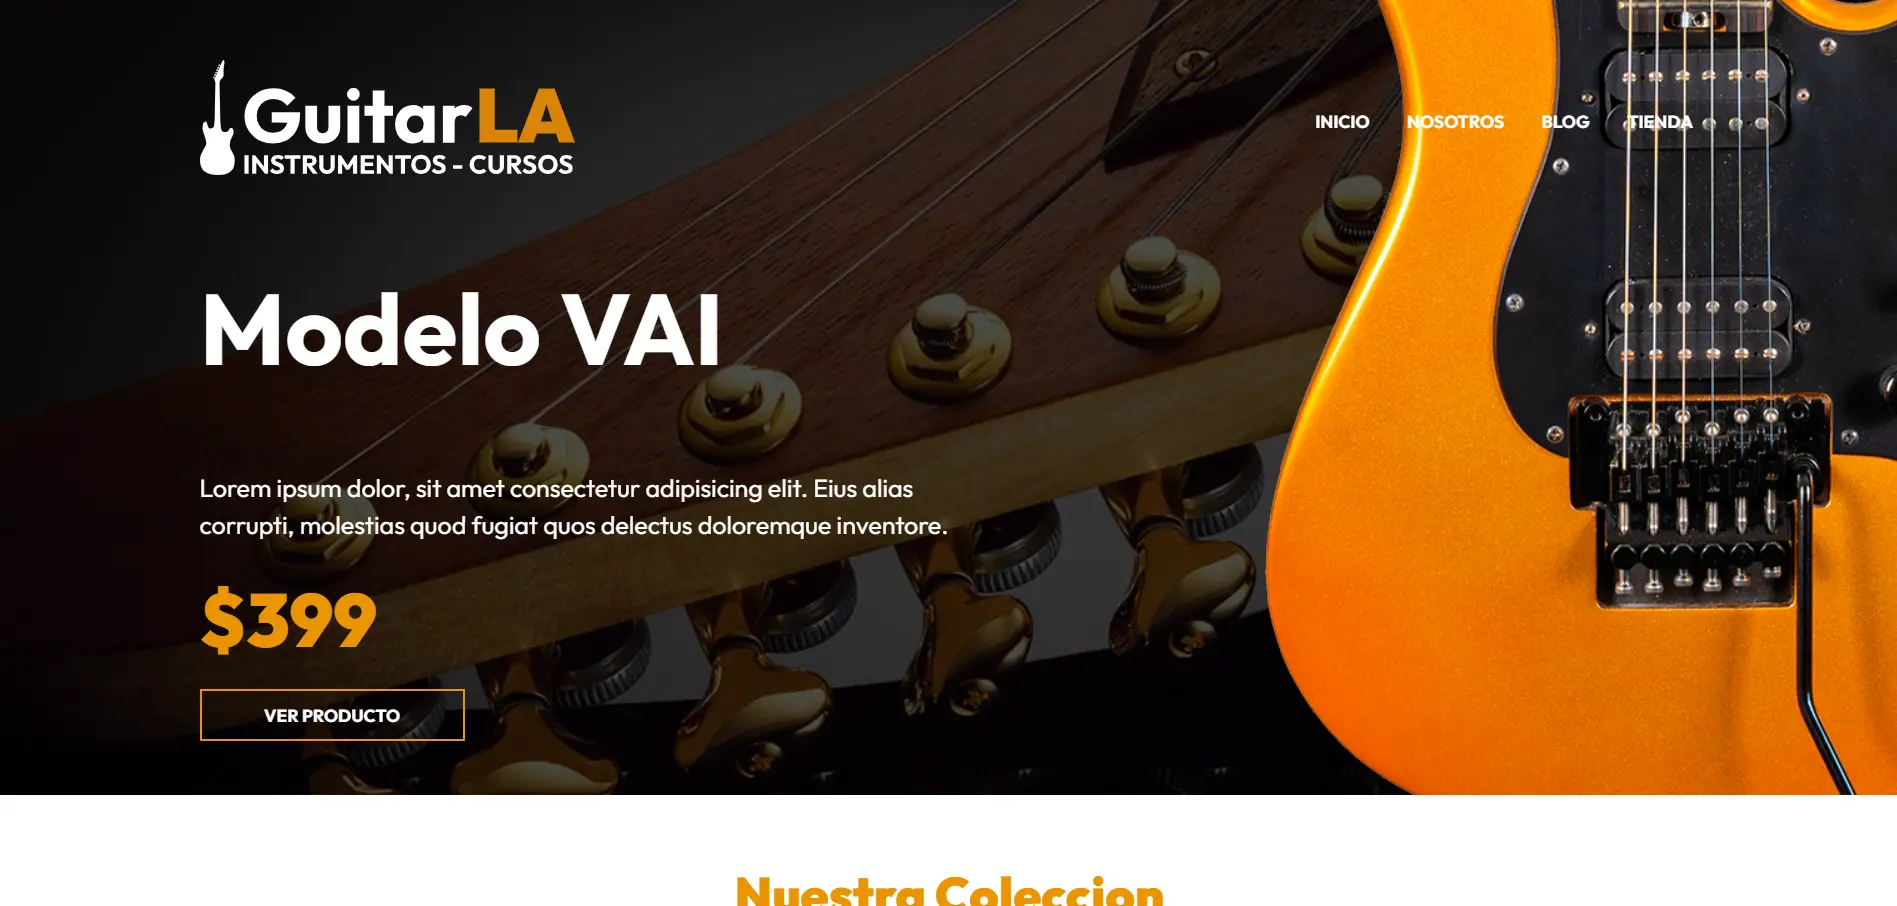 GuitarLA
INSTRUMENTOS - CURSOS
INICIO NOSOTROS BLOG TIENDA
Modelo VAI
Lorem ipsum dolor, sit amet consectetur adipisicing elit. Eius alias
corrupti, molestias quod fugiat quos delectus doloremque inventore.
$399
VER PRODUCTO
Nuestra Coleccion